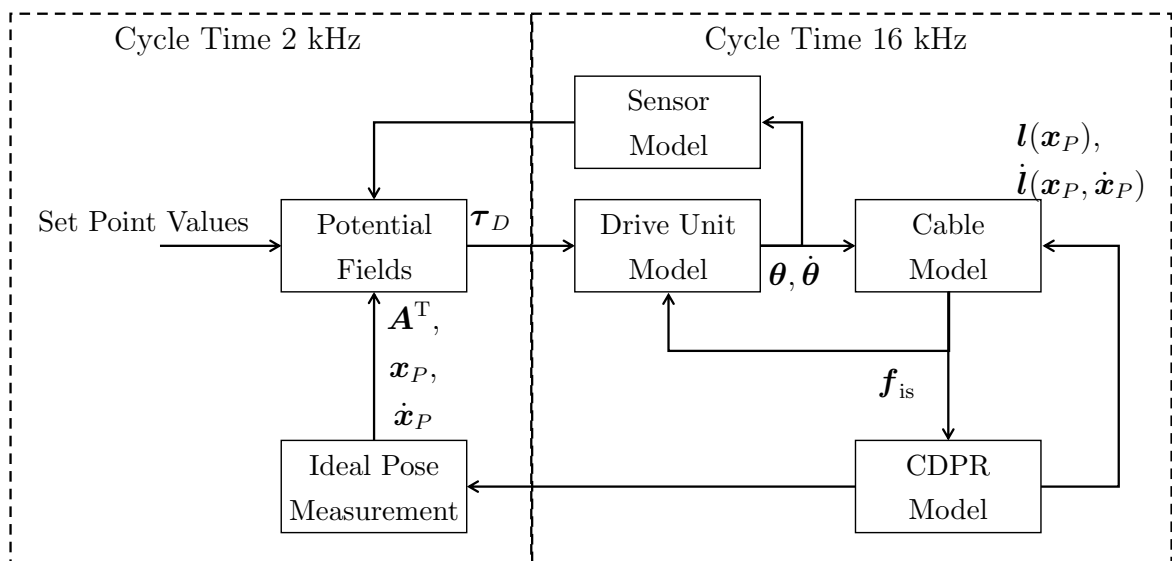 Cycle Time 2 kHz
Cycle Time 16 kHz
Sensor
Model
l(x_P),
l̇(x_P, ẋ_P)
Set Point Values
Potential
Fields
τ_D
Drive Unit
Model
θ, θ̇
Cable
Model
A^T,
x_P,
ẋ_P
f_is
Ideal Pose
Measurement
CDPR
Model